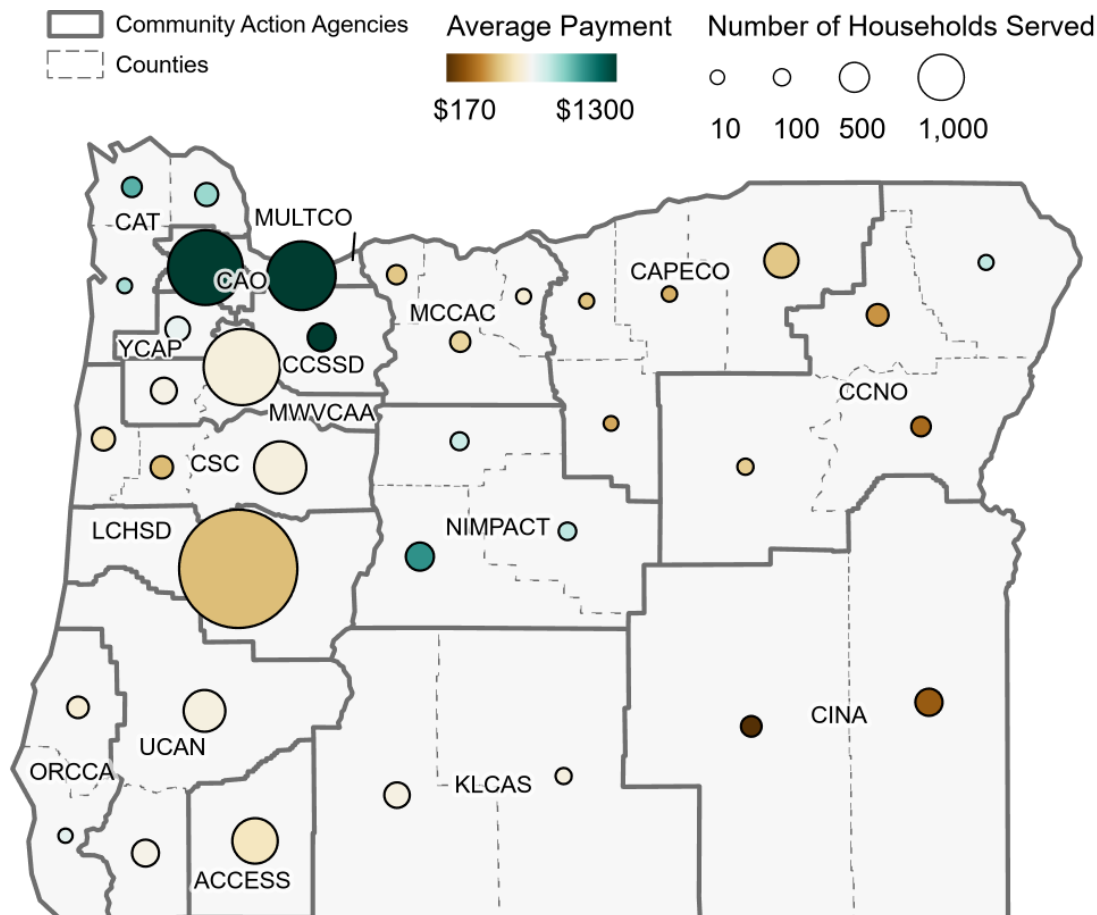 Community Action Agencies
Counties
Average Payment
$170 $1300
Number of Households Served
10 100 500 1,000
CAT
MULTCO
CAO
MCCAC
CAPECO
YCAP
CCSSD
CCNO
MWVCAA
CSC
LCHSD
NIMPACT
CINA
UCAN
ORCCA
KLCAS
ACCESS